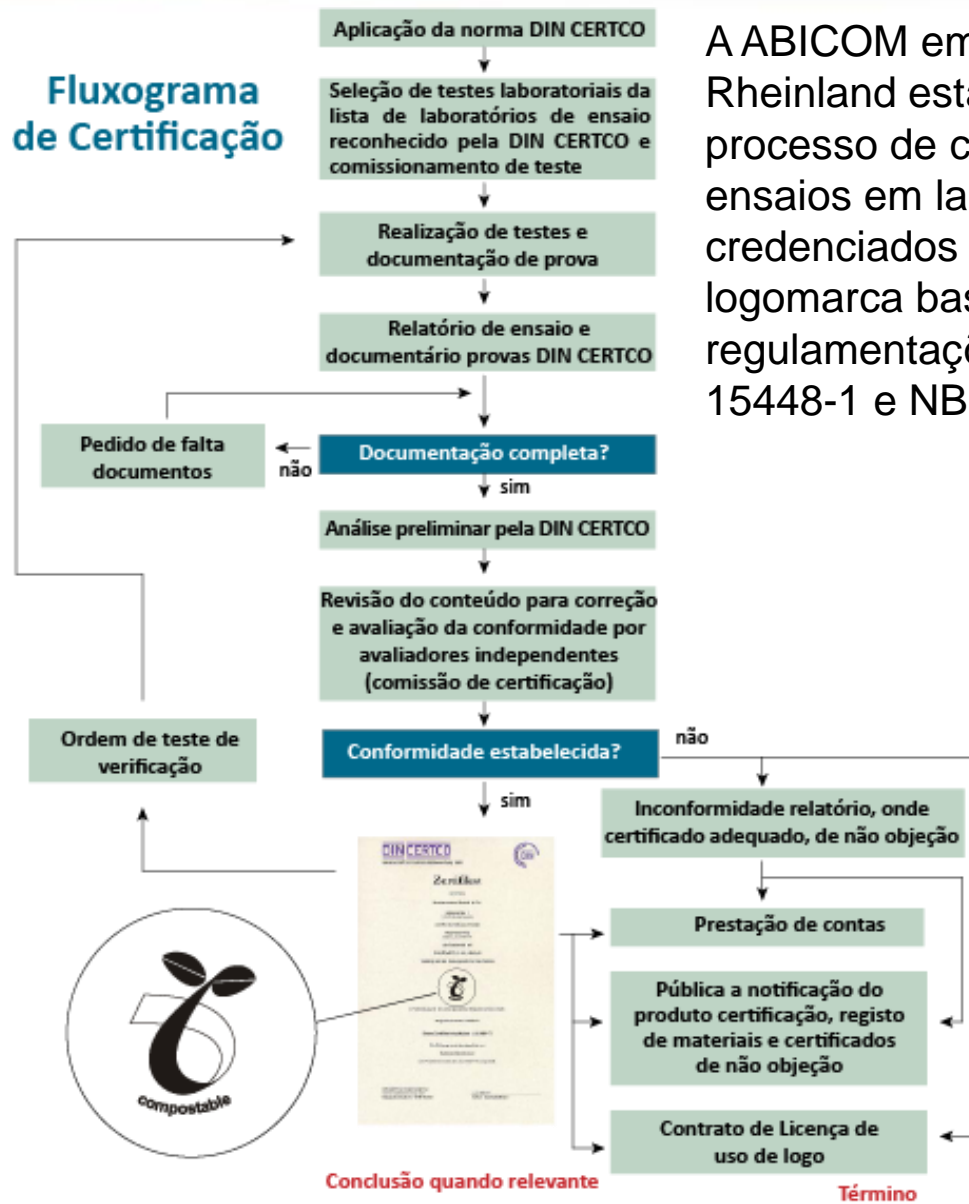 Fluxograma
de Certificação
Aplicação da norma DIN CERTCO
Seleção de testes laboratoriais da
lista de laboratórios de ensaio
reconhecido pela DIN CERTCO e
comissionamento de teste
Realização de testes e
documentação de prova
Relatório de ensaio e
documentário provas DIN CERTCO
Pedido de falta
documentos
não
Documentação completa?
sim
Análise preliminar pela DIN CERTCO
Revisão do conteúdo para correção
e avaliação da conformidade por
avaliadores independentes
(comissão de certificação)
Ordem de teste de
verificação
Conformidade estabelecida?
não
sim
Inconformidade relatório, onde
certificado adequado, de não objeção
DIN CERTCO
Zertifikat
compostable
Prestação de contas
Pública a notificação do
produto certificação, registo
de materiais e certificados
de não objeção
Contrato de Licença de
uso de logo
Conclusão quando relevante
Término
A ABICOM em
Rheinland est
processo de c
ensaios em la
credenciados
logomarca bas
regulamentaç
15448-1 e NB